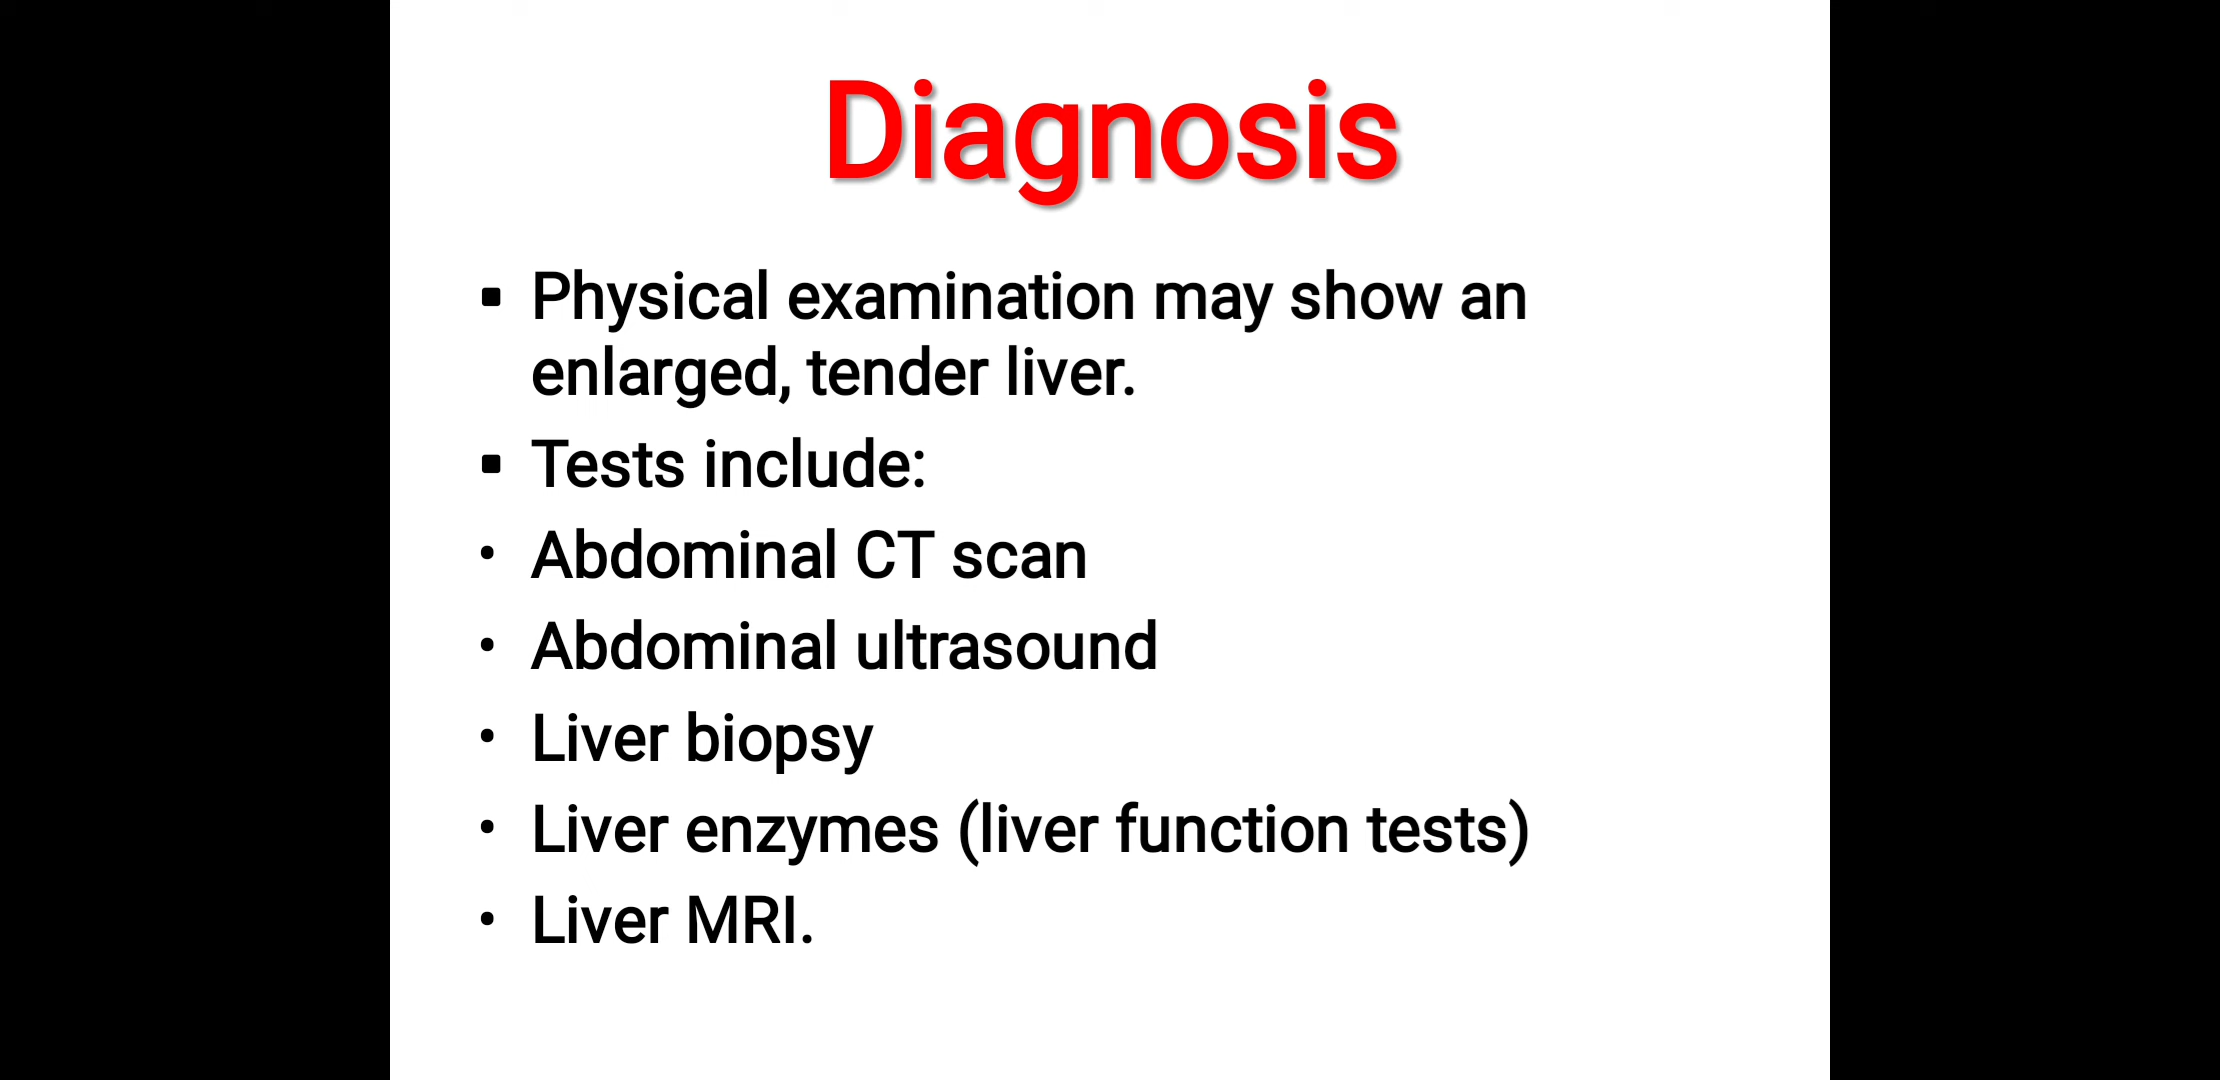 Diagnosis
▪ Physical examination may show an
enlarged, tender liver.
▪ Tests include:
• Abdominal CT scan
• Abdominal ultrasound
• Liver biopsy
• Liver enzymes (liver function tests)
• Liver MRI.